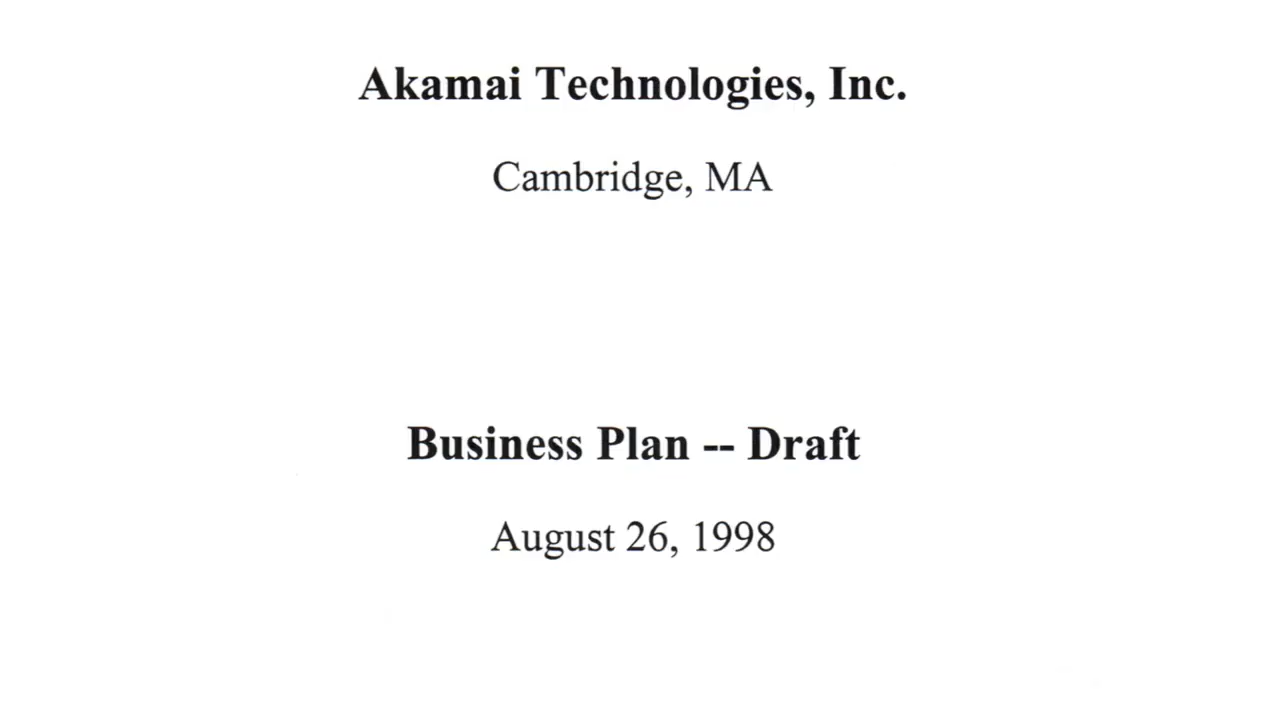 Akamai Technologies, Inc.
Cambridge, MA
Business Plan -- Draft
August 26, 1998